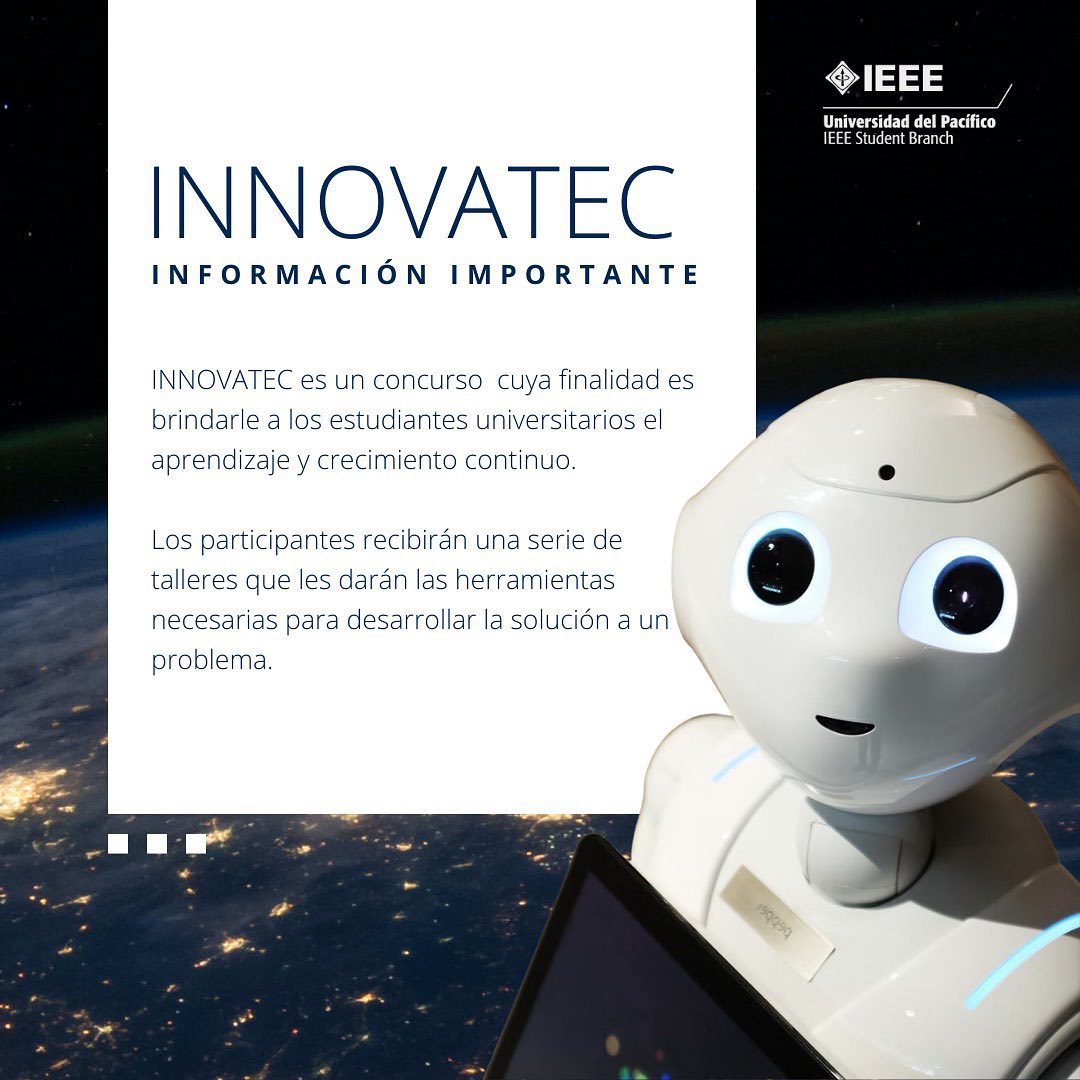 IEEE
Universidad del Pacífico
IEEE Student Branch
INNOVATEC
INFORMACIÓN IMPORTANTE
INNOVATEC es un concurso cuya finalidad es
brindarle a los estudiantes universitarios el
aprendizaje y crecimiento continuo.
Los participantes recibirán una serie de
talleres que les darán las herramientas
necesarias para desarrollar la solución a un
problema.